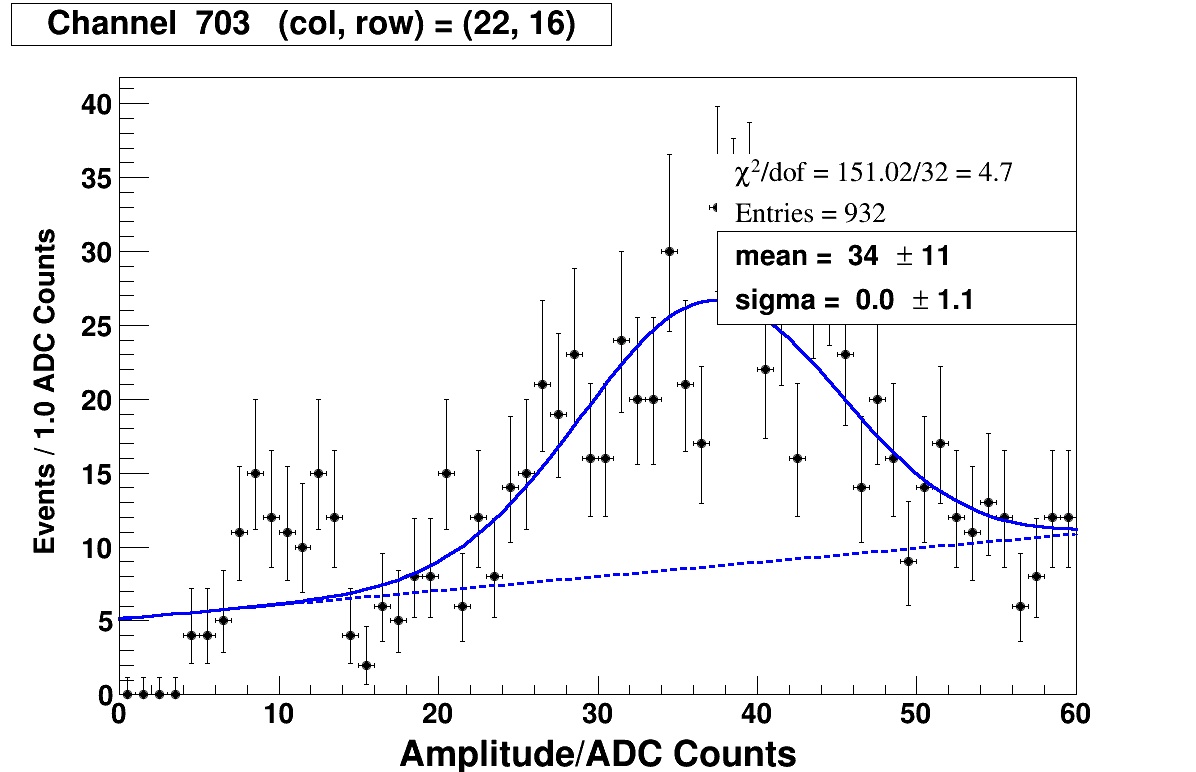 Channel 703 (col, row) = (22, 16)
40
35
30
25
20
15
10
5
0
Events / 1.0 ADC Counts
χ²/dof = 151.02/32 = 4.7
Entries = 932
mean = 34 ± 11
sigma = 0.0 ± 1.1
0 10 20 30 40 50 60
Amplitude/ADC Counts